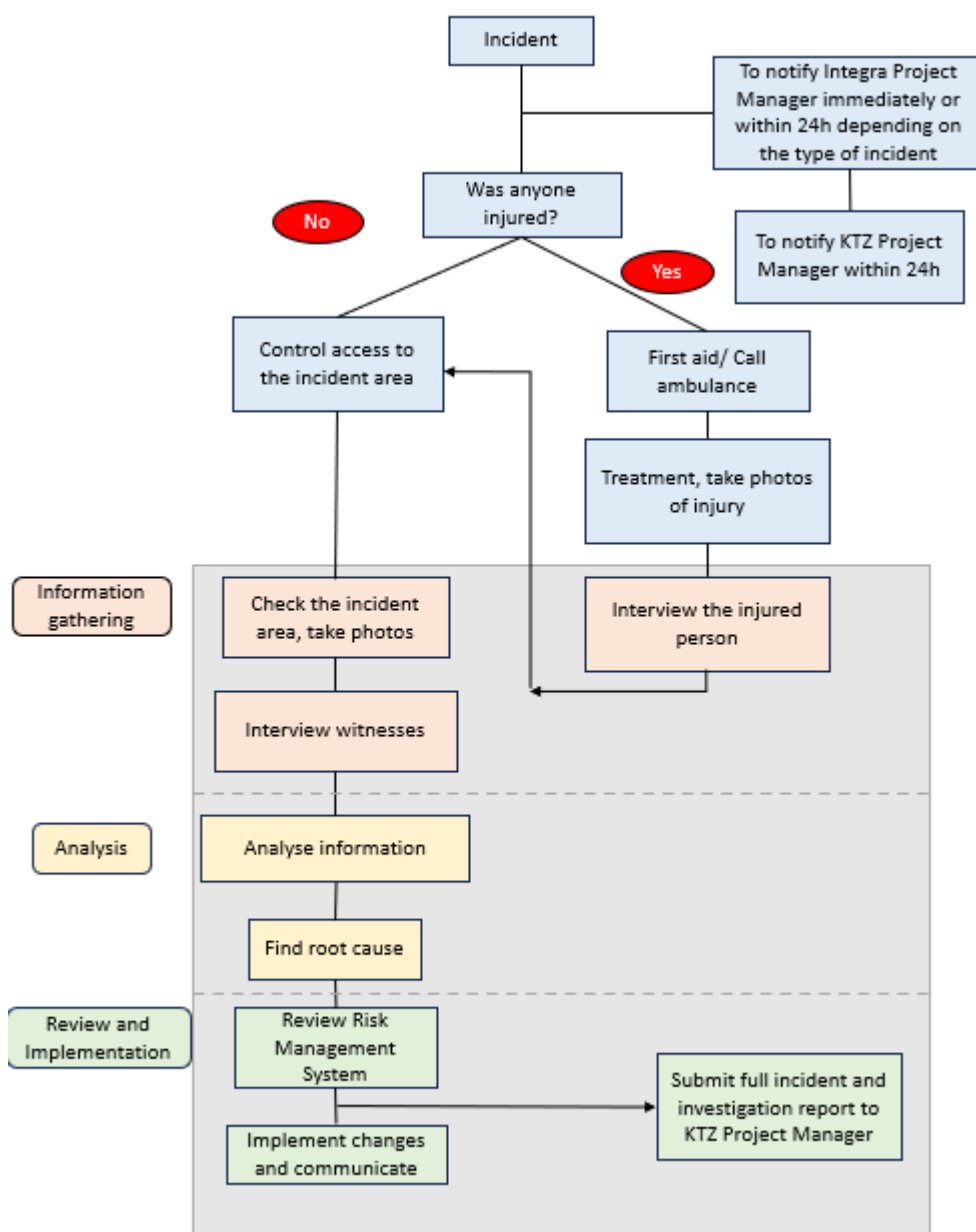 Incident
To notify Integra Project
Manager immediately or
within 24h depending on
the type of incident
Was anyone
injured?
No
To notify KTZ Project
Manager within 24h
Yes
Control access to
the incident area
First aid/ Call
ambulance
Treatment, take photos
of injury
Information
gathering
Check the incident
area, take photos
Interview the injured
person
Interview witnesses
Analysis
Analyse information
Find root cause
Review and
Implementation
Review Risk
Management
System
Submit full incident and
investigation report to
KTZ Project Manager
Implement changes
and communicate